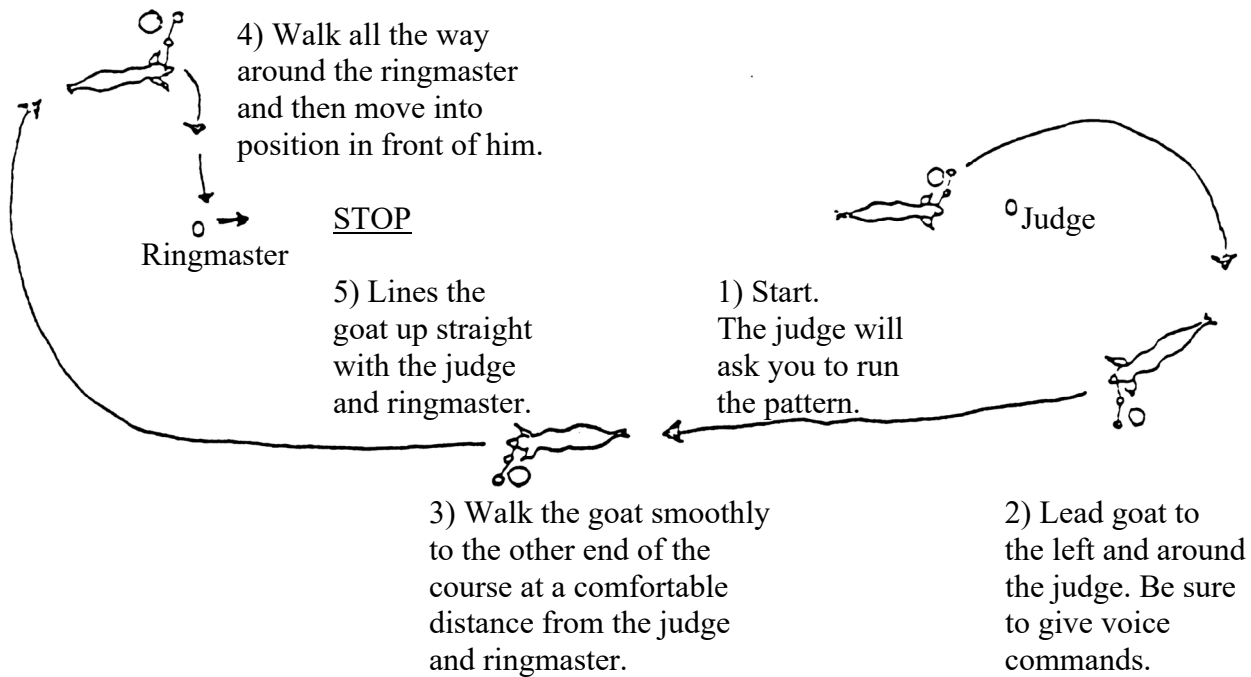 4) Walk all the way
around the ringmaster
and then move into
position in front of him.
STOP
Judge
Ringmaster
5) Lines the
goat up straight
with the judge
and ringmaster.
1) Start.
The judge will
ask you to run
the pattern.
3) Walk the goat smoothly
to the other end of the
course at a comfortable
distance from the judge
and ringmaster.
2) Lead goat to
the left and around
the judge. Be sure
to give voice
commands.